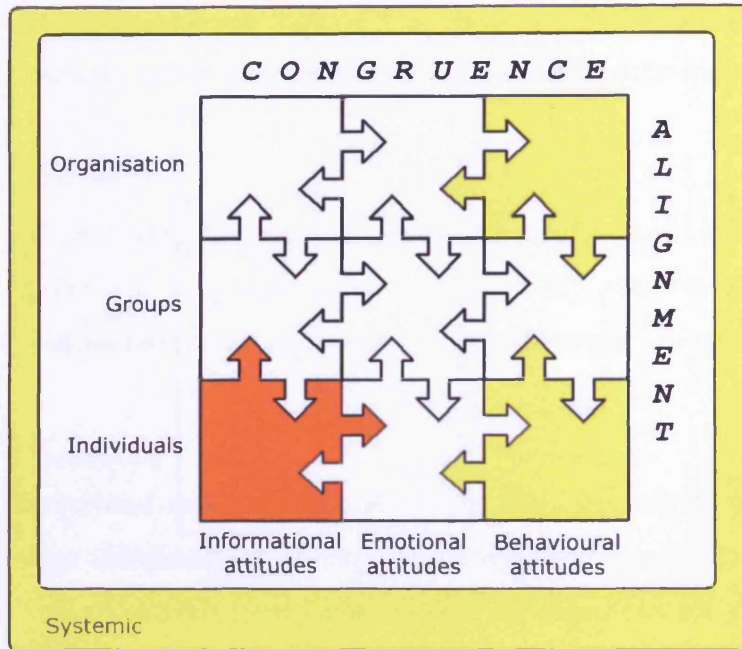 CONGRUENCE
ALIGNMENT
Organisation
Groups
Individuals
Informational attitudes
Emotional attitudes
Behavioural attitudes
Systemic